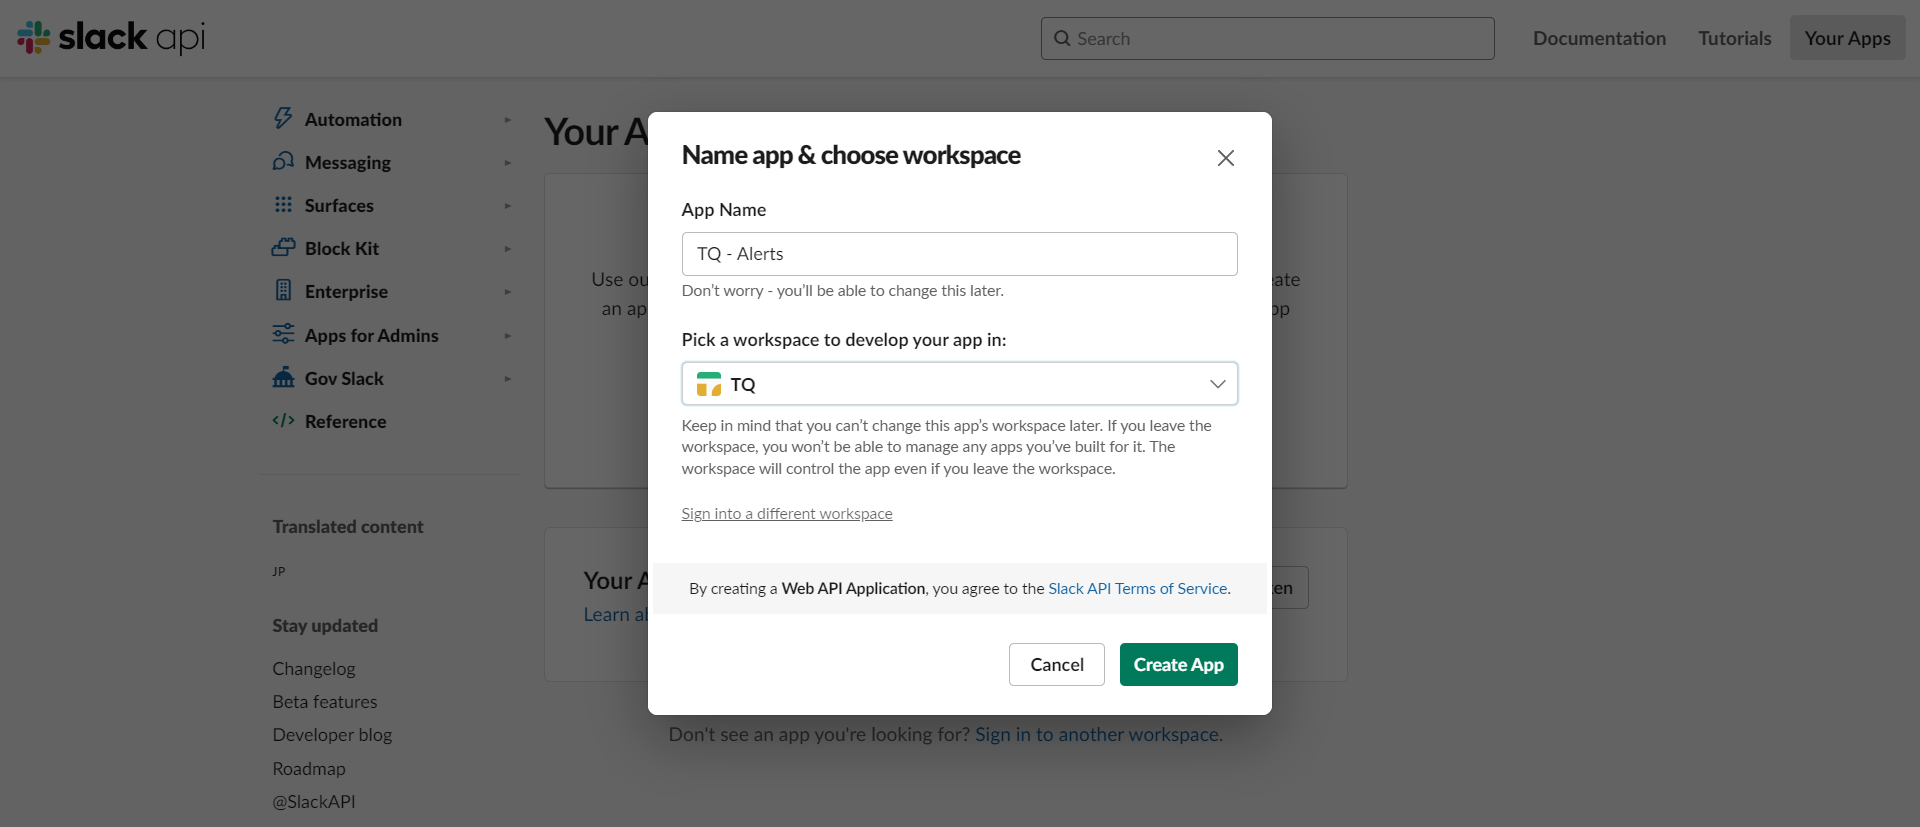 slack api
Search
Documentation
Tutorials
Your Apps
Automation
Messaging
Surfaces
Block Kit
Enterprise
Apps for Admins
Gov Slack
Reference
Translated content
JP
Stay updated
Changelog
Beta features
Developer blog
Roadmap
@SlackAPI
Your A
Use ou
an ap
Your A
Learn a
Name app & choose workspace
App Name
TQ - Alerts
Don’t worry - you’ll be able to change this later.
Pick a workspace to develop your app in:
TQ
Keep in mind that you can’t change this app’s workspace later. If you leave the
workspace, you won’t be able to manage any apps you’ve built for it. The
workspace will control the app even if you leave the workspace.
Sign into a different workspace
By creating a Web API Application, you agree to the Slack API Terms of Service.
Cancel
Create App
Don't see an app you're looking for? Sign in to another workspace.